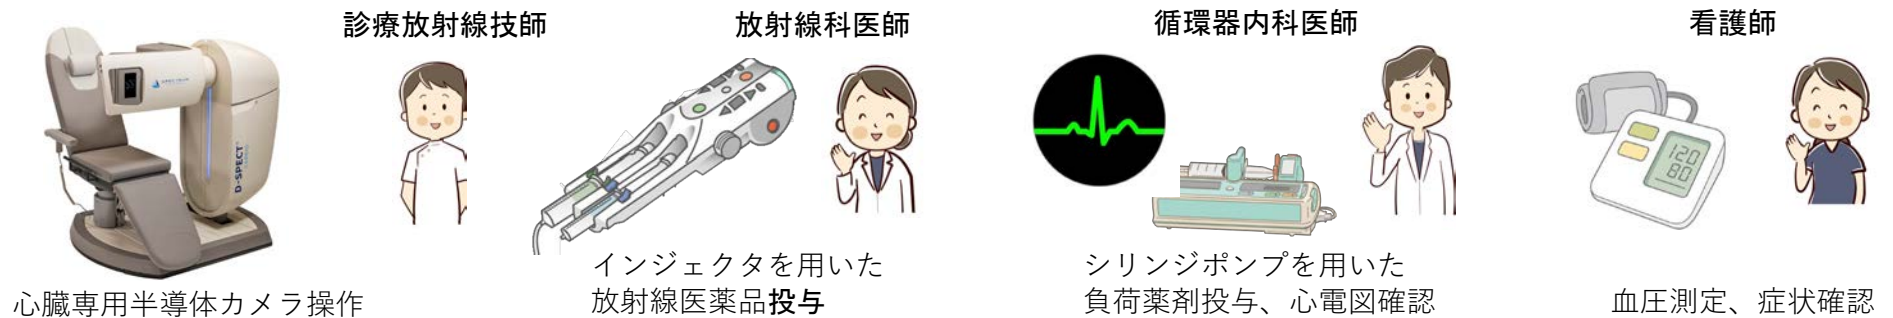 診療放射線技師
放射線科医師
循環器内科医師
看護師
D-SPECT
120
80
心臓専用半導体カメラ操作
インジェクタを用いた
放射線医薬品投与
シリンジポンプを用いた
負荷薬剤投与、心電図確認
血圧測定、症状確認